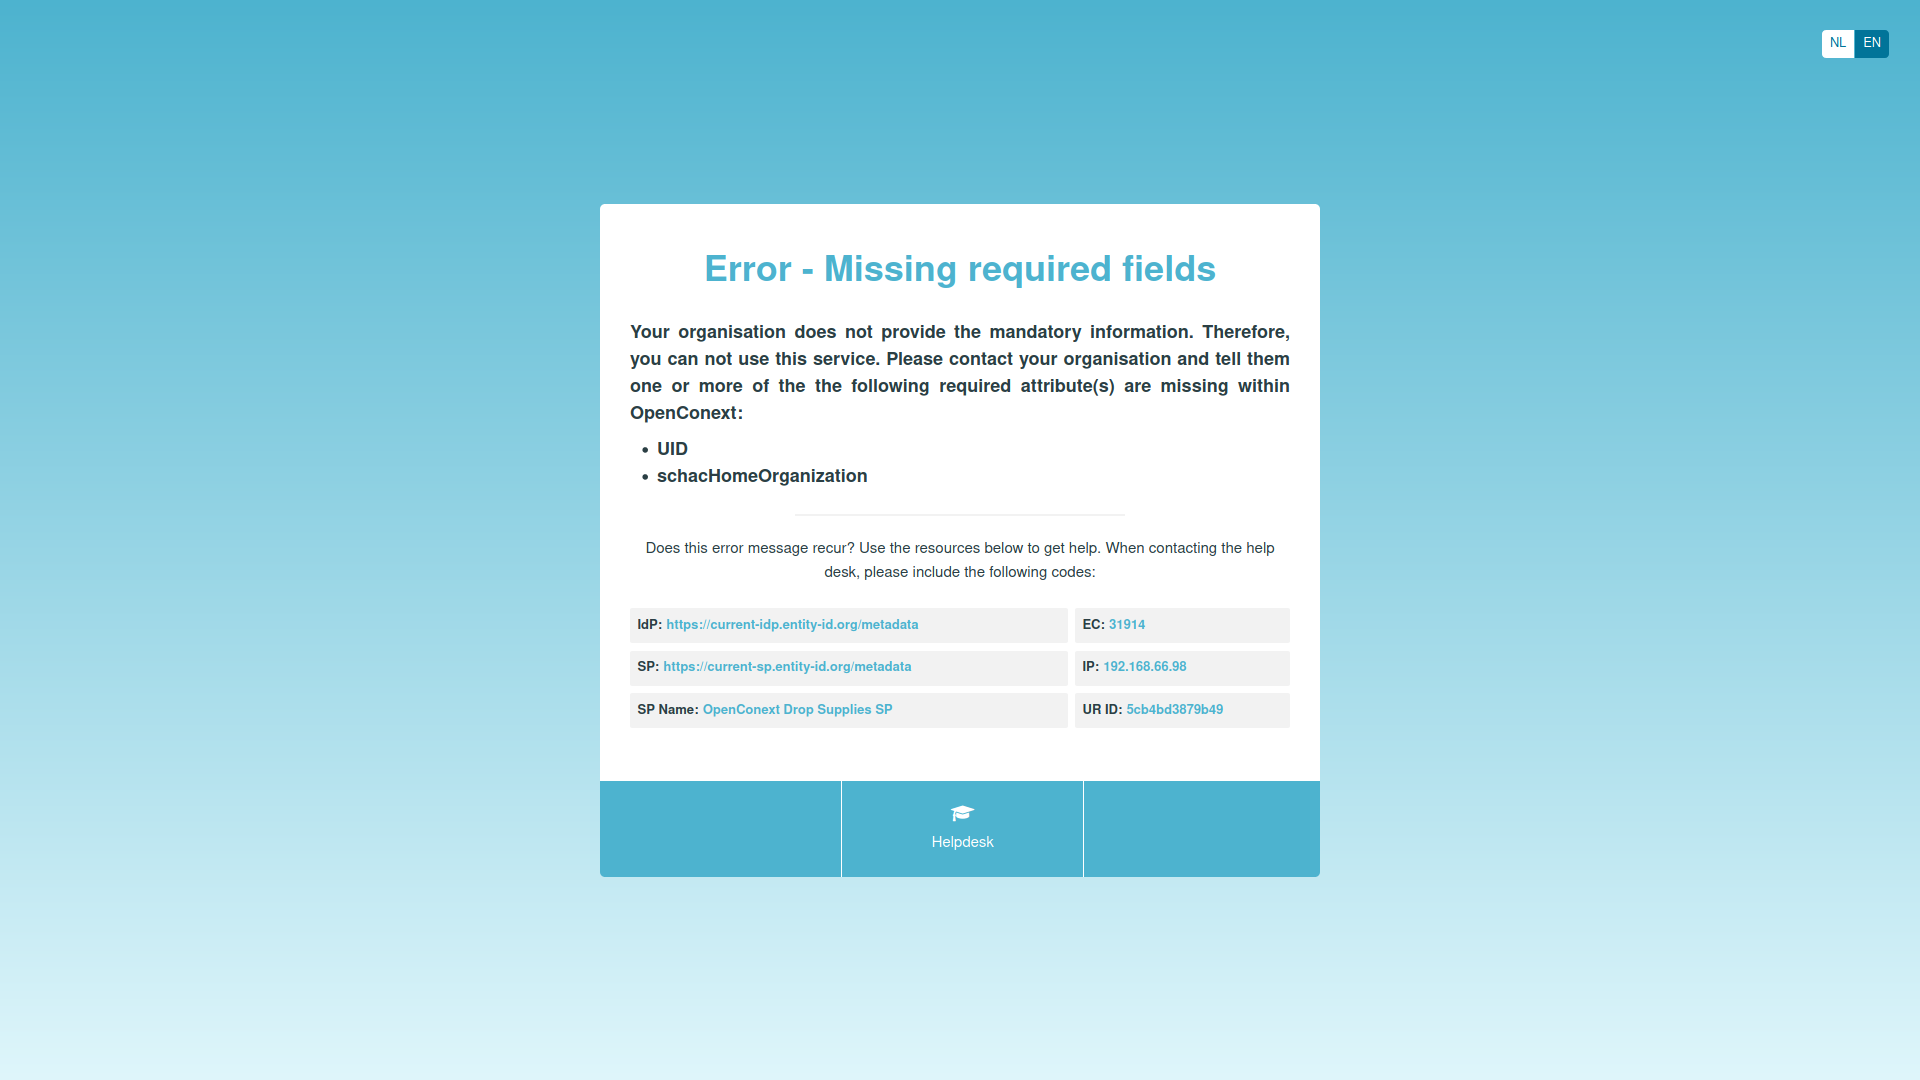 NL EN
Error - Missing required fields
Your organisation does not provide the mandatory information. Therefore,
you can not use this service. Please contact your organisation and tell them
one or more of the the following required attribute(s) are missing within
OpenConext:
• UID
• schacHomeOrganization
Does this error message recur? Use the resources below to get help. When contacting the help
desk, please include the following codes:
IdP: https://current-idp.entity-id.org/metadata EC: 31914
SP: https://current-sp.entity-id.org/metadata IP: 192.168.66.98
SP Name: OpenConext Drop Supplies SP UR ID: 5cb4bd3879b49
Helpdesk